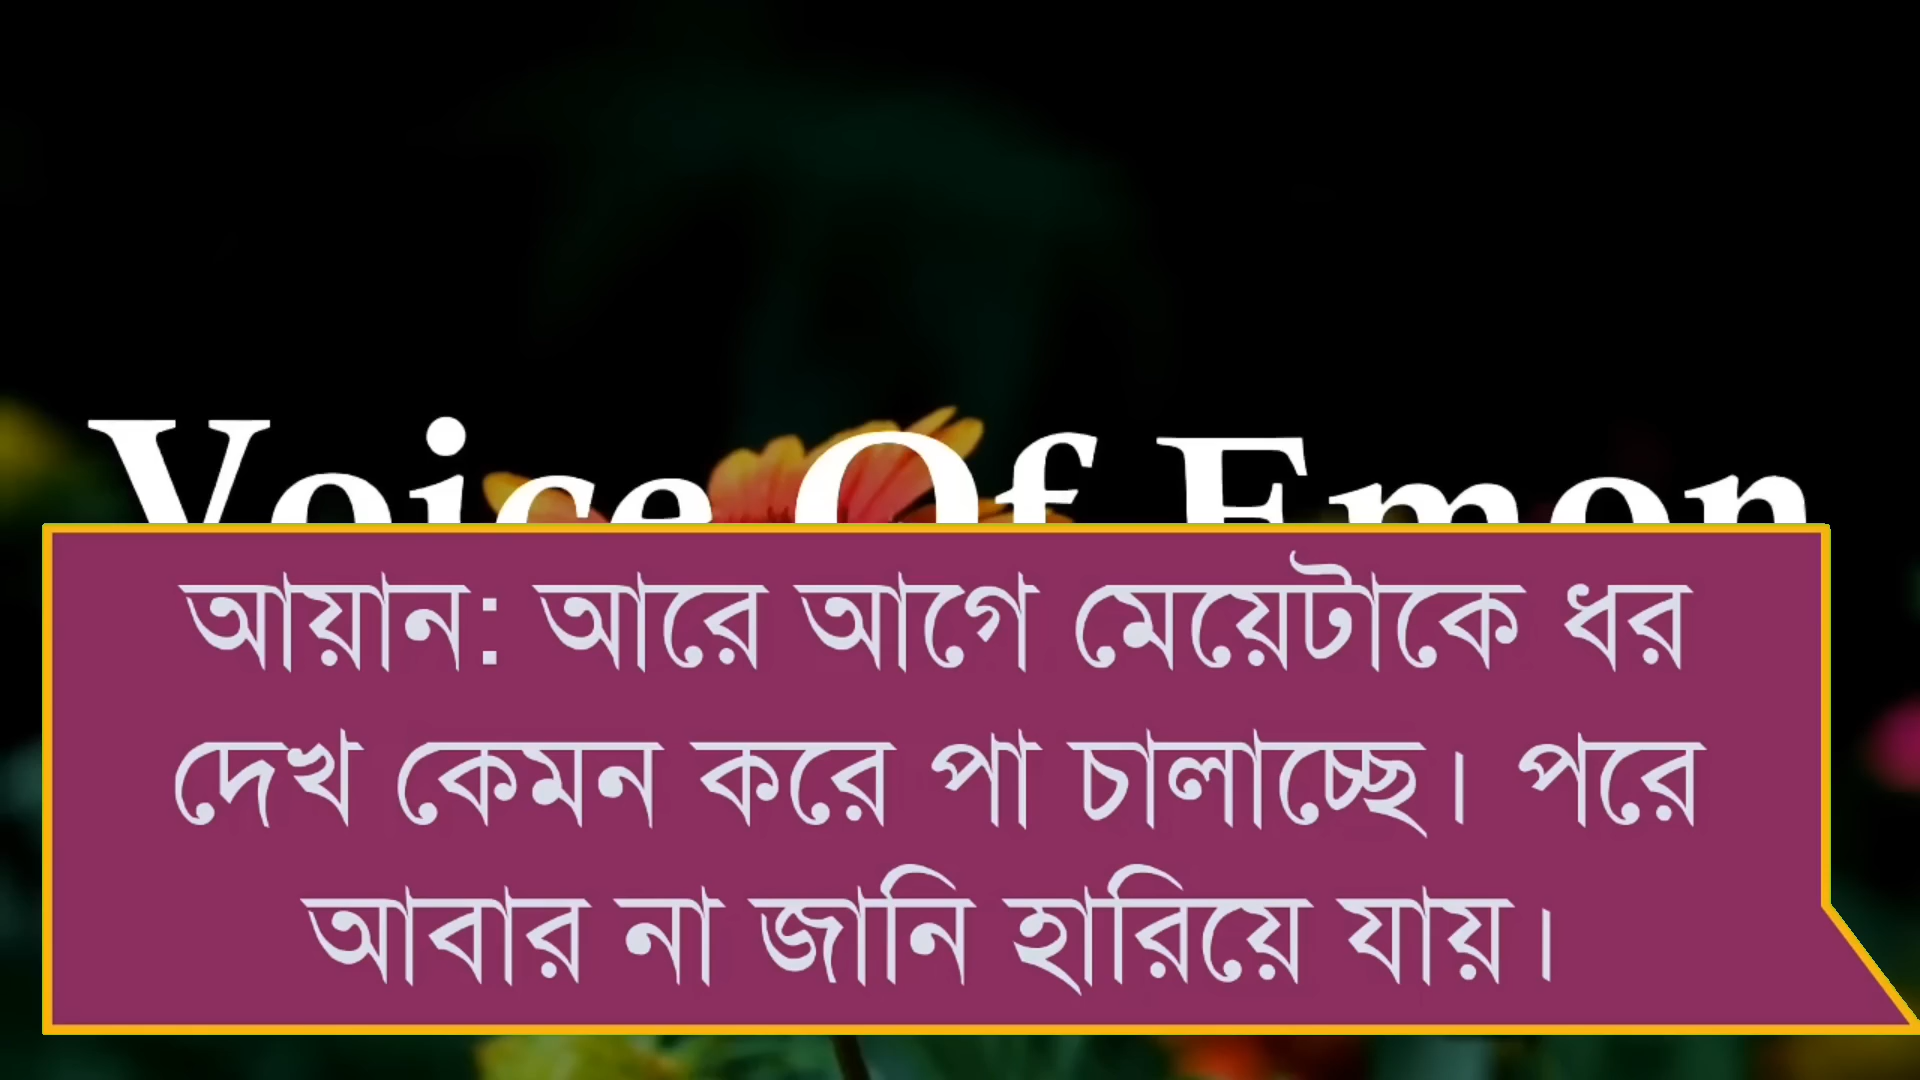 Voice Of Emon
আয়ান: আরে আগে মেয়েটাকে ধর
দেখ কেমন করে পা চালাচ্ছে। পরে
আবার না জানি হারিয়ে যায়।